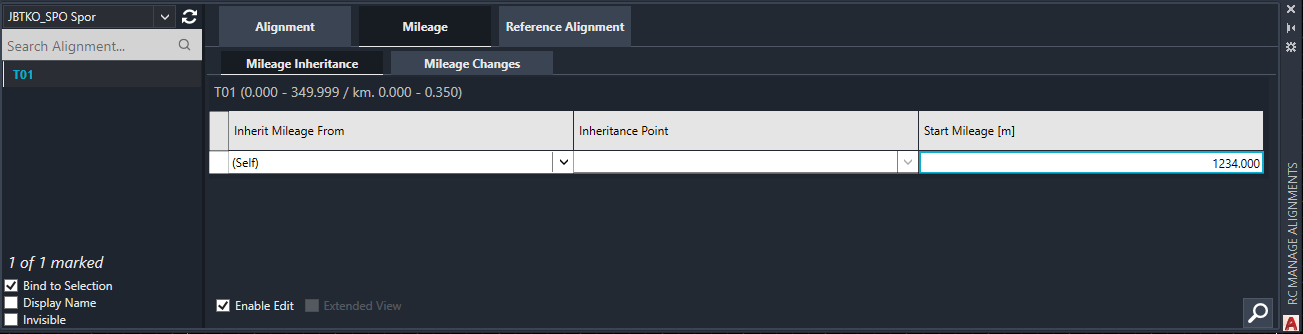 JBTKO_SPO Spor
Search Alignment...
T01
1 of 1 marked
Bind to Selection
Display Name
Invisible
Alignment
Mileage
Reference Alignment
Mileage Inheritance
Mileage Changes
T01 (0.000 - 349.999 / km. 0.000 - 0.350)
Inherit Mileage From
Inheritance Point
Start Mileage [m]
(Self)
1234.000
Enable Edit
Extended View
RC MANAGE ALIGNMENTS
A